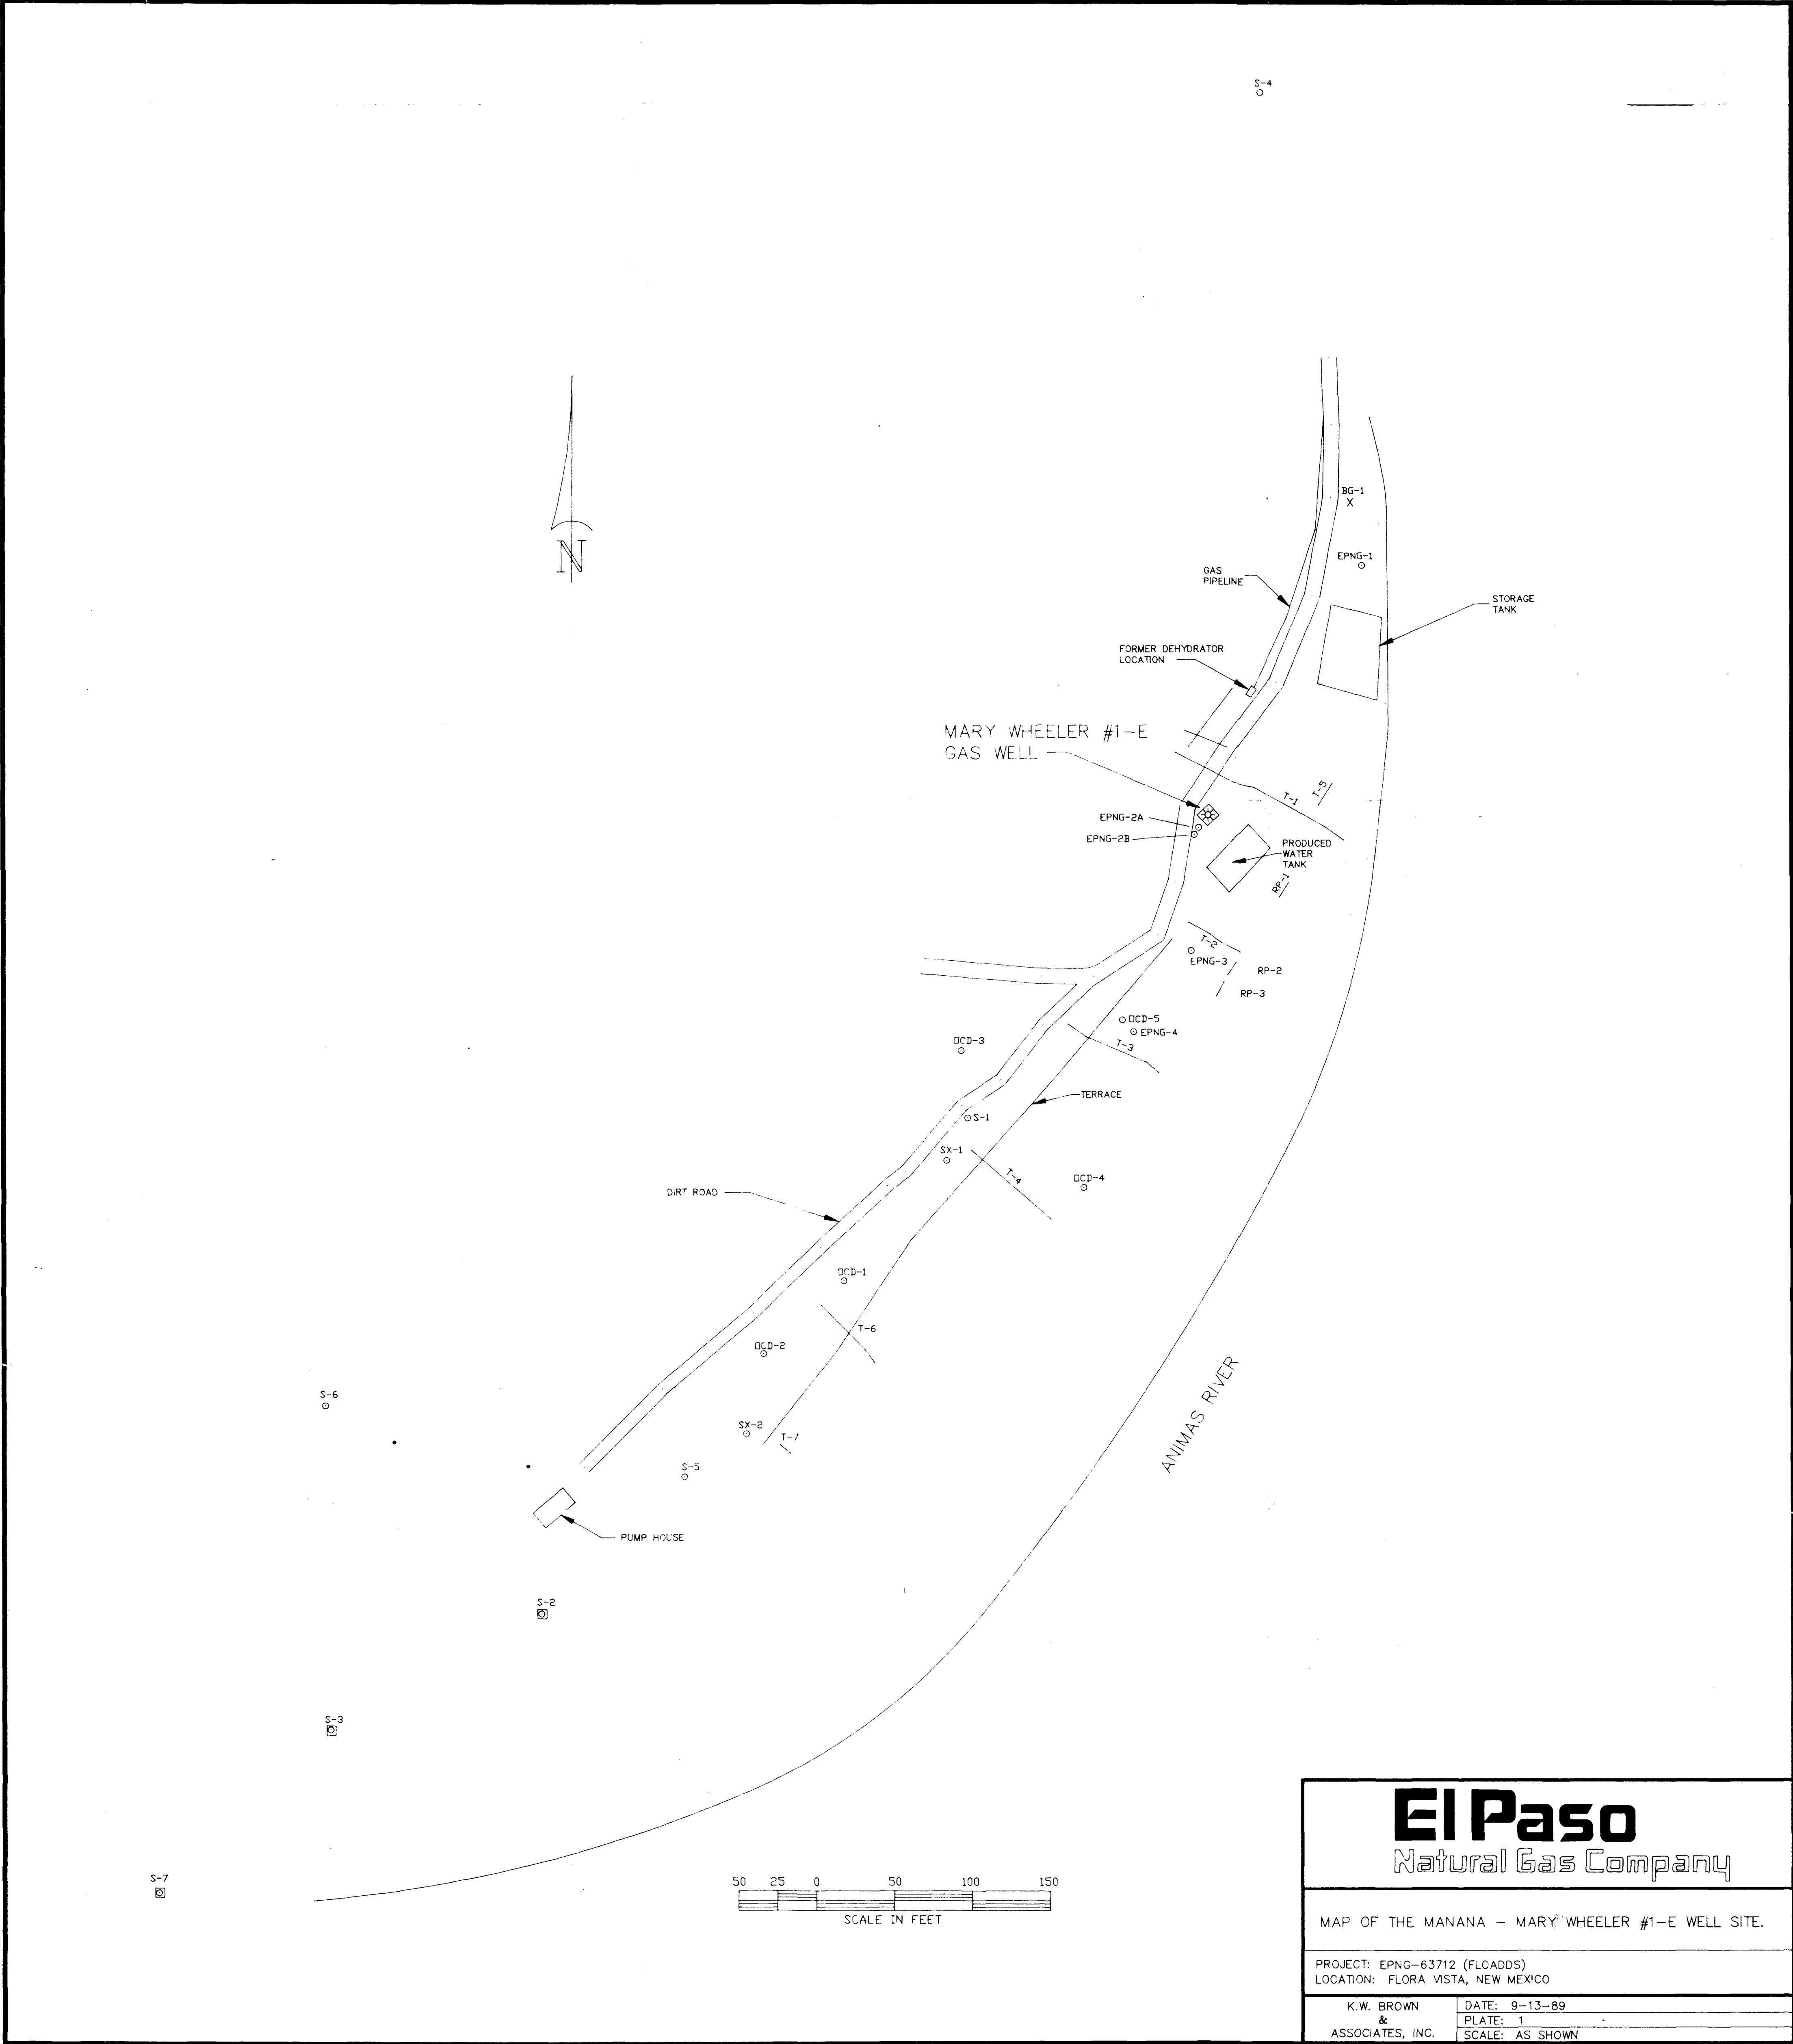 S-4
N
BG-1
X
EPNG-1
GAS
PIPELINE
STORAGE
TANK
FORMER DEHYDRATOR
LOCATION
MARY WHEELER #1-E
GAS WELL
T-1
T-5
EPNG-2A
EPNG-2B
PRODUCED
WATER
TANK
RP-1
T-2
EPNG-3
RP-2
RP-3
OCD-5
EPNG-4
T-3
OCD-3
TERRACE
S-1
SX-1
T-4
OCD-4
DIRT ROAD
OCD-1
T-6
OCD-2
ANIMAS RIVER
S-6
SX-2
T-7
S-5
PUMP HOUSE
S-2
S-3
S-7
50 25 0 50 100 150
SCALE IN FEET
El Paso
Natural Gas Company
MAP OF THE MANANA - MARY WHEELER #1-E WELL SITE.
PROJECT: EPNG-63712 (FLOADDS)
LOCATION: FLORA VISTA, NEW MEXICO
K.W. BROWN
&
ASSOCIATES, INC.
DATE: 9-13-89
PLATE: 1
SCALE: AS SHOWN